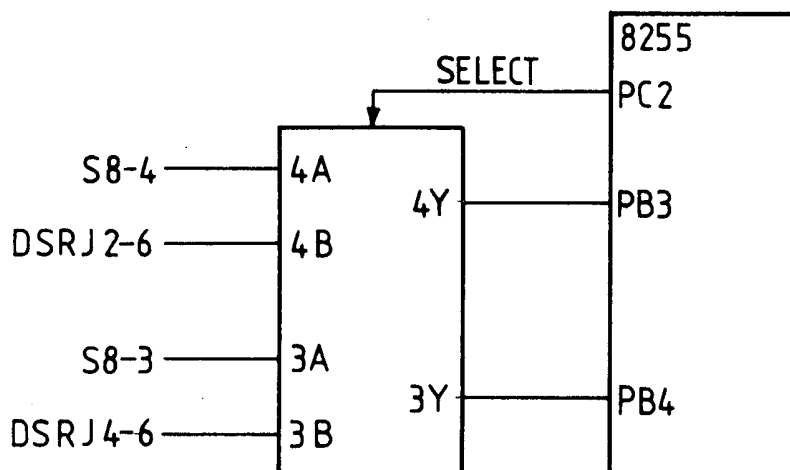 8255
SELECT
PC2
S8-4
4A
4Y
PB3
DSRJ2-6
4B
S8-3
3A
3Y
PB4
DSRJ4-6
3B